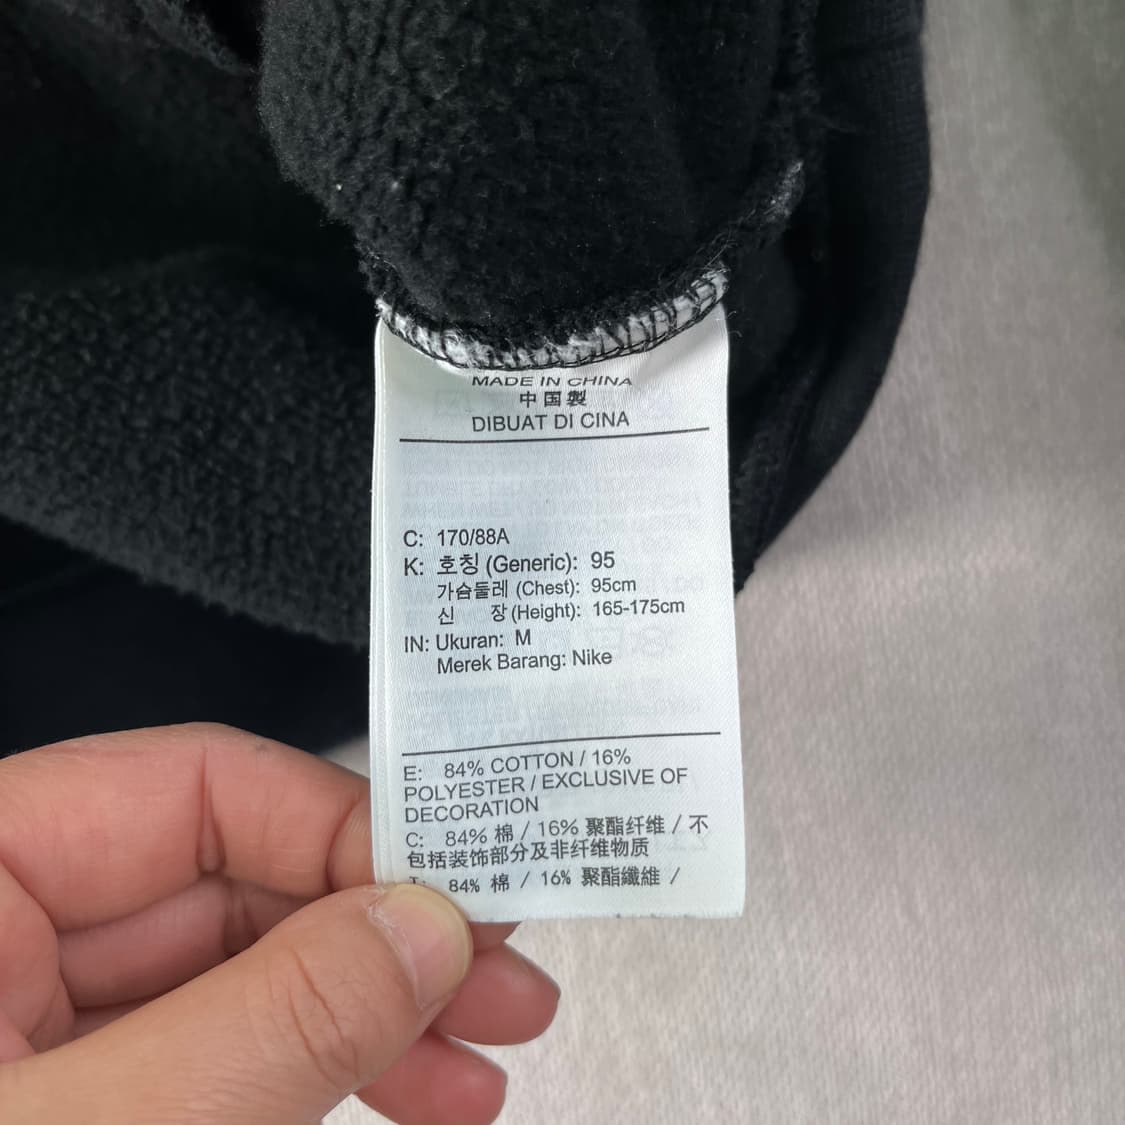 MADE IN CHINA
中国製
DIBUAT DI CINA
C: 170/88A
K: 호칭 (Generic): 95
가슴둘레 (Chest): 95cm
신 장 (Height): 165-175cm
IN: Ukuran: M
Merek Barang: Nike
E: 84% COTTON / 16%
POLYESTER / EXCLUSIVE OF
DECORATION
C: 84% 棉 / 16% 聚酯纤维 / 不
包括装饰部分及非纤维物质
T: 84% 棉 / 16% 聚酯纖維 /